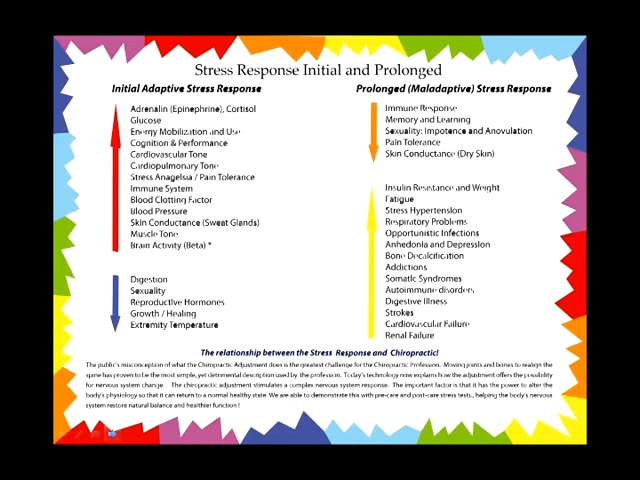 Stress Response Initial and Prolonged
Initial Adaptive Stress Response
Adrenalin (Epinephrine), Cortisol
Glucose
Energy Mobilization and Use
Cognition & Performance
Cardiovascular Tone
Cardiopulmonary Tone
Stress Anagelsia / Pain Tolerance
Immune System
Blood Clotting Factor
Blood Pressure
Skin Conductance (Sweat Glands)
Muscle Tone
Brain Activity (Beta) *
Digestion
Sexuality
Reproductive Hormones
Growth / Healing
Extremity Temperature
Prolonged (Maladaptive) Stress Response
Immune Response
Memory and Learning
Sexuality: Impotence and Anovulation
Pain Tolerance
Skin Conductance (Dry Skin)
Insulin Resistance and Weight
Fatigue
Stress Hypertension
Respiratory Problems
Opportunistic Infections
Anhedonia and Depression
Bone Decalcification
Addictions
Somatic Syndromes
Autoimmune disorders
Digestive Illness
Strokes
Cardiovascular Failure
Renal Failure
The relationship between the Stress Response and Chiropractic!
The public's misconception of what the Chiropractic Adjustment does is the greatest challenge for the Chiropractic Profession. Moving joints and bones to realign the
spine has proven to be the most simple, yet detrimental description used by the profession. Today's technology now explains how the adjustment offers the possibility
for nervous system change. The chiropractic adjustment stimulates a complex nervous system response. The important factor is that it has the power to alter the
body's physiology so that it can return to a normal healthy state. We are able to demonstrate this with pre-care and post-care stress tests,, helping the body's nervous
system restore natural balance and healthier function !